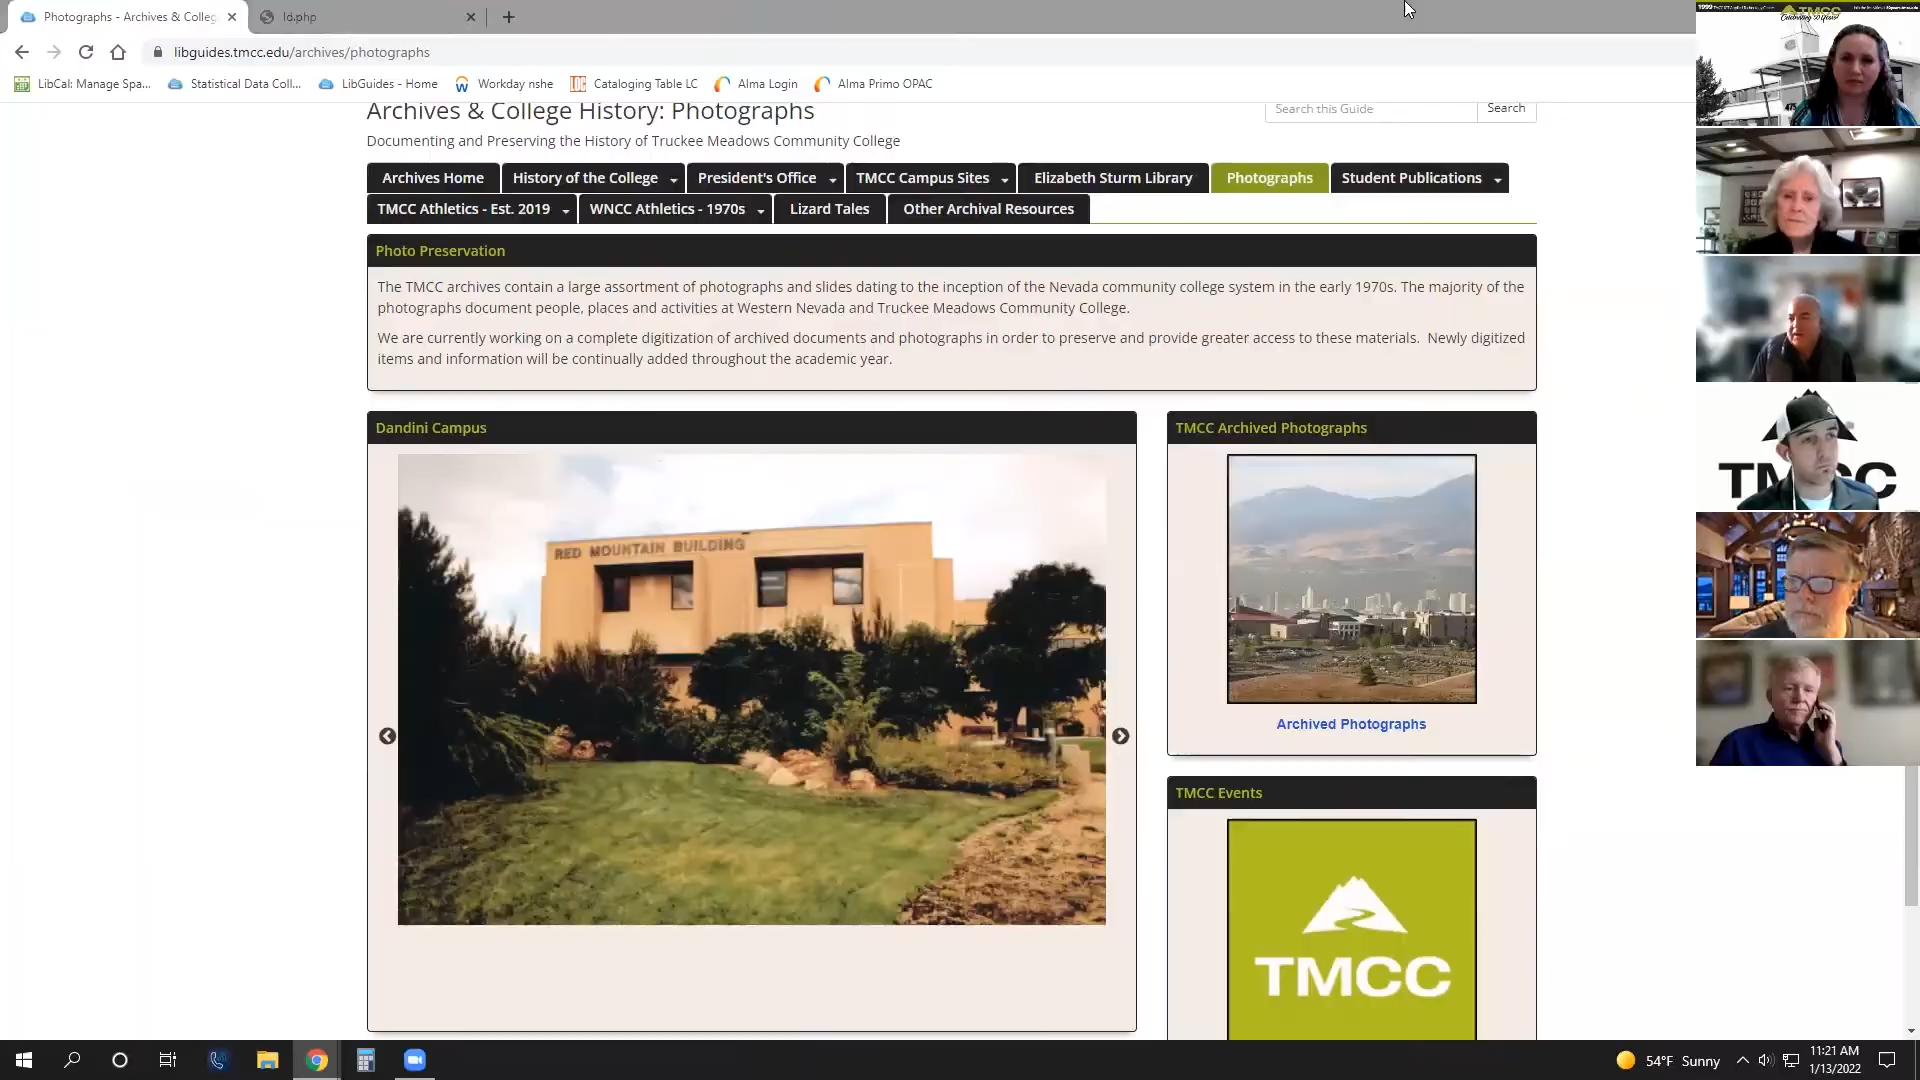 Photographs - Archives & Colleg
ld.php
libguides.tmcc.edu/archives/photographs
LibCal: Manage Spa...
Statistical Data Coll...
LibGuides - Home
Workday nshe
Cataloging Table LC
Alma Login
Alma Primo OPAC
Archives & College History: Photographs
Search this Guide
Search
Documenting and Preserving the History of Truckee Meadows Community College
Archives Home
History of the College
President's Office
TMCC Campus Sites
Elizabeth Sturm Library
Photographs
Student Publications
TMCC Athletics - Est. 2019
WNCC Athletics - 1970s
Lizard Tales
Other Archival Resources
Photo Preservation
The TMCC archives contain a large assortment of photographs and slides dating to the inception of the Nevada community college system in the early 1970s. The majority of the
photographs document people, places and activities at Western Nevada and Truckee Meadows Community College.
We are currently working on a complete digitization of archived documents and photographs in order to preserve and provide greater access to these materials. Newly digitized
items and information will be continually added throughout the academic year.
Dandini Campus
RED MOUNTAIN BUILDING
TMCC Archived Photographs
Archived Photographs
TMCC Events
TMCC
1999
TMCC
Celebrating 50 Years!
475
54°F Sunny
11:21 AM
1/13/2022